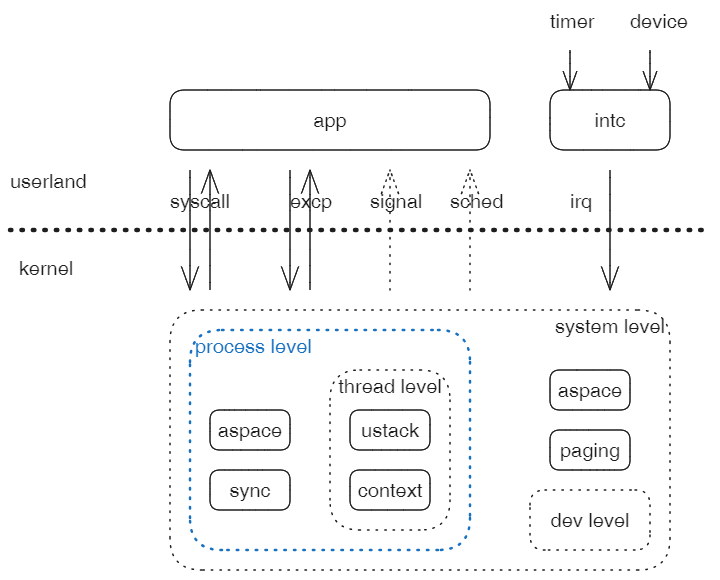 timer device
app
intc
userland
syscall excp signal sched irq
kernel
system level
process level
thread level
aspace
aspace
ustack
paging
sync
context
dev level